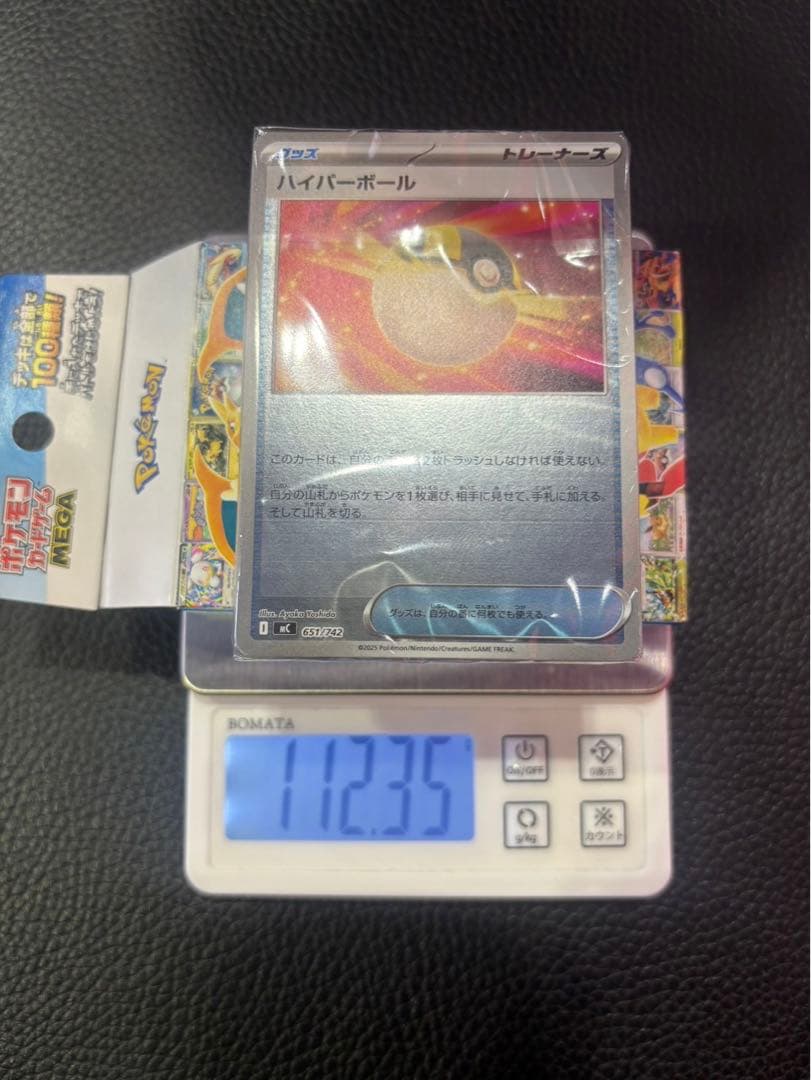 グッズ
トレーナーズ
ハイパーボール
このカードは、自分の
2枚トラッシュしなければ使えない。
自分の山札からポケモンを1枚選び、相手に見せて、手札に加える。
そして山札を切る。
Illus. Ayaka Yoshida
グッズは、自分の番に何枚でも使える。
I MC 651/742
©2025 Pokémon/Nintendo/Creatures/GAME FREAK.
デッキは全部で
100種類!
POKÉMON
ポケモン
カードゲーム
MEGA
BOMATA
112.35
On/OFF
g/kg
カウント